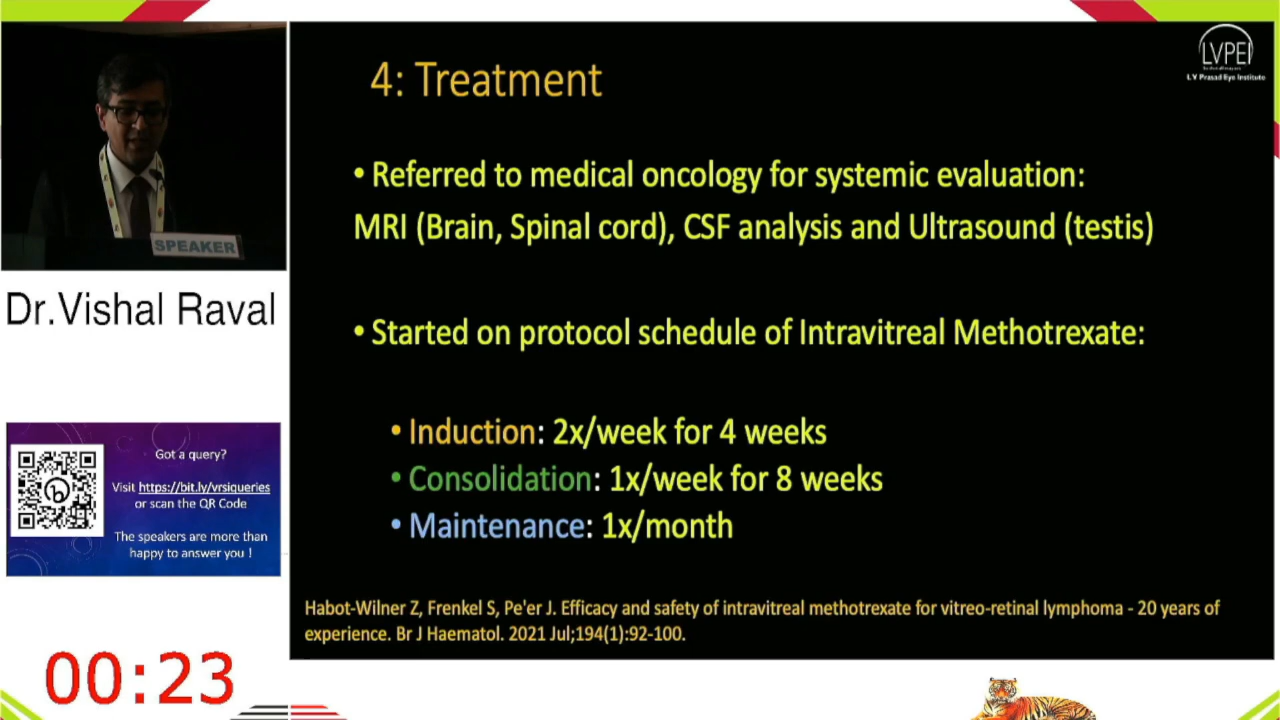 4: Treatment
LVPEI
L V Prasad Eye Institute
• Referred to medical oncology for systemic evaluation:
MRI (Brain, Spinal cord), CSF analysis and Ultrasound (testis)
• Started on protocol schedule of Intravitreal Methotrexate:
• Induction: 2x/week for 4 weeks
• Consolidation: 1x/week for 8 weeks
• Maintenance: 1x/month
Habot-Wilner Z, Frenkel S, Pe'er J. Efficacy and safety of intravitreal methotrexate for vitreo-retinal lymphoma - 20 years of
experience. Br J Haematol. 2021 Jul;194(1):92-100.
SPEAKER
Dr.Vishal Raval
Got a query?
Visit https://bit.ly/vrsiqueries
or scan the QR Code
The speakers are more than
happy to answer you !
00:23